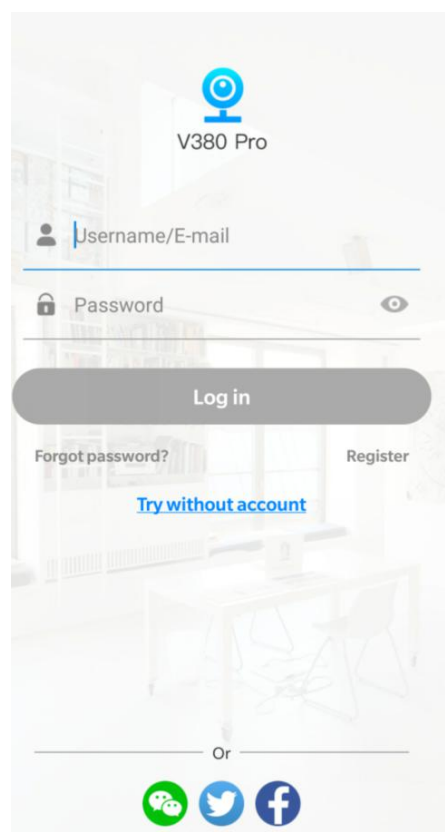 V380 Pro
Username/E-mail
Password
Log in
Forgot password? Register
Try without account
Or